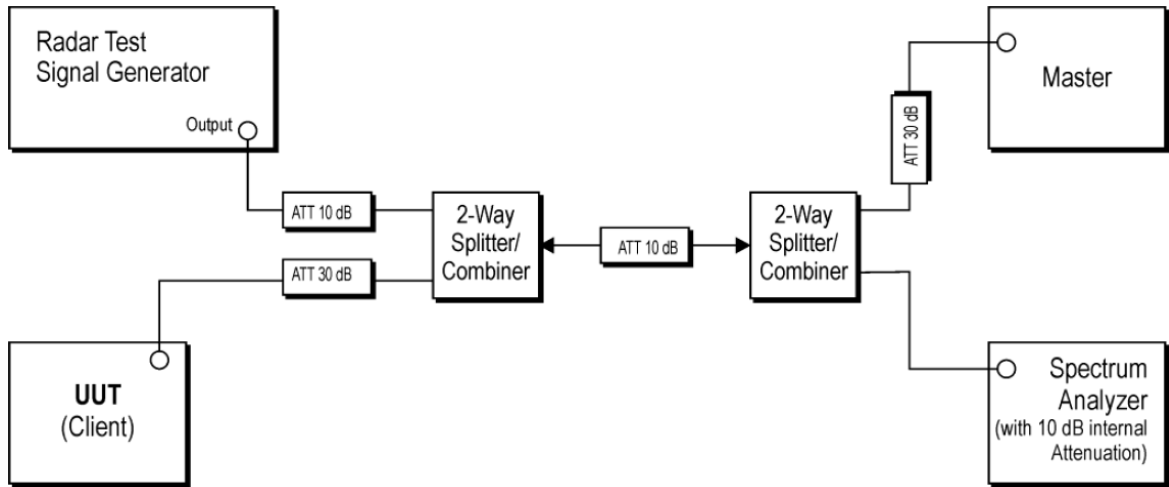 Radar Test
Signal Generator
Output
ATT 10 dB
ATT 30 dB
UUT
(Client)
2-Way
Splitter/
Combiner
ATT 10 dB
2-Way
Splitter/
Combiner
ATT 30 dB
Master
Spectrum
Analyzer
(with 10 dB internal
Attenuation)